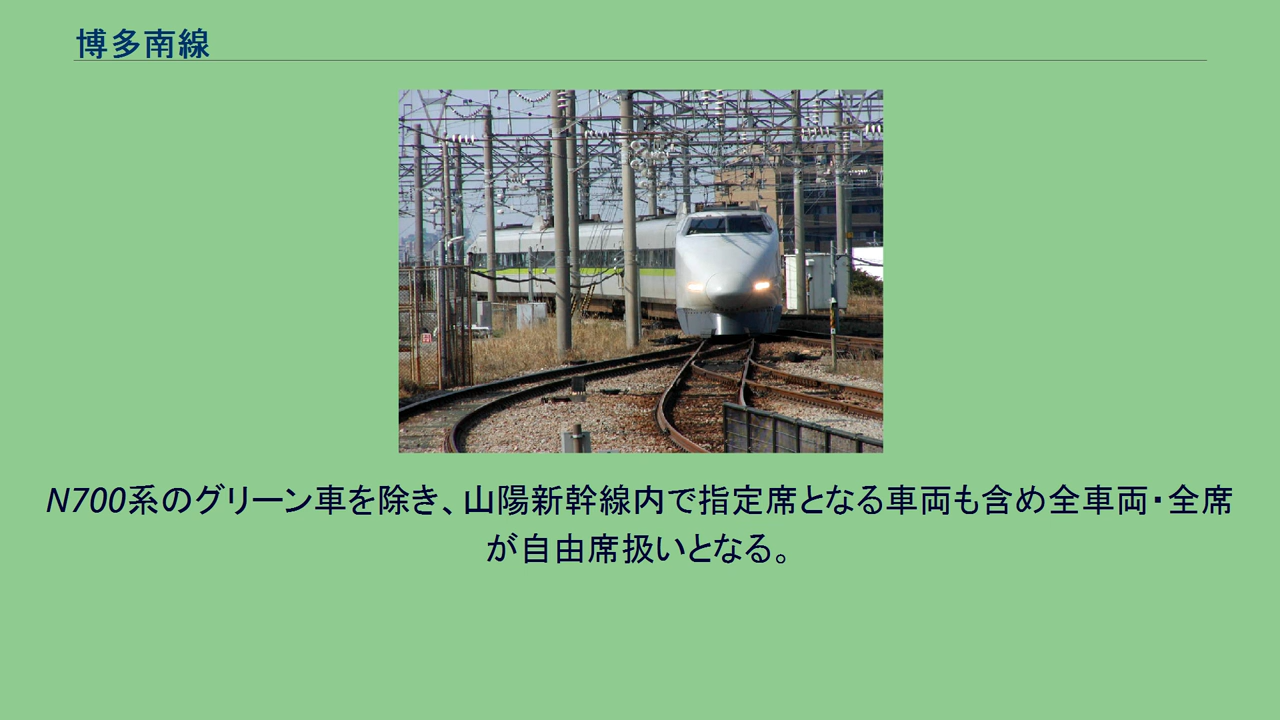 博多南線
N700系のグリーン車を除き、山陽新幹線内で指定席となる車両も含め全車両・全席
が自由席扱いとなる。